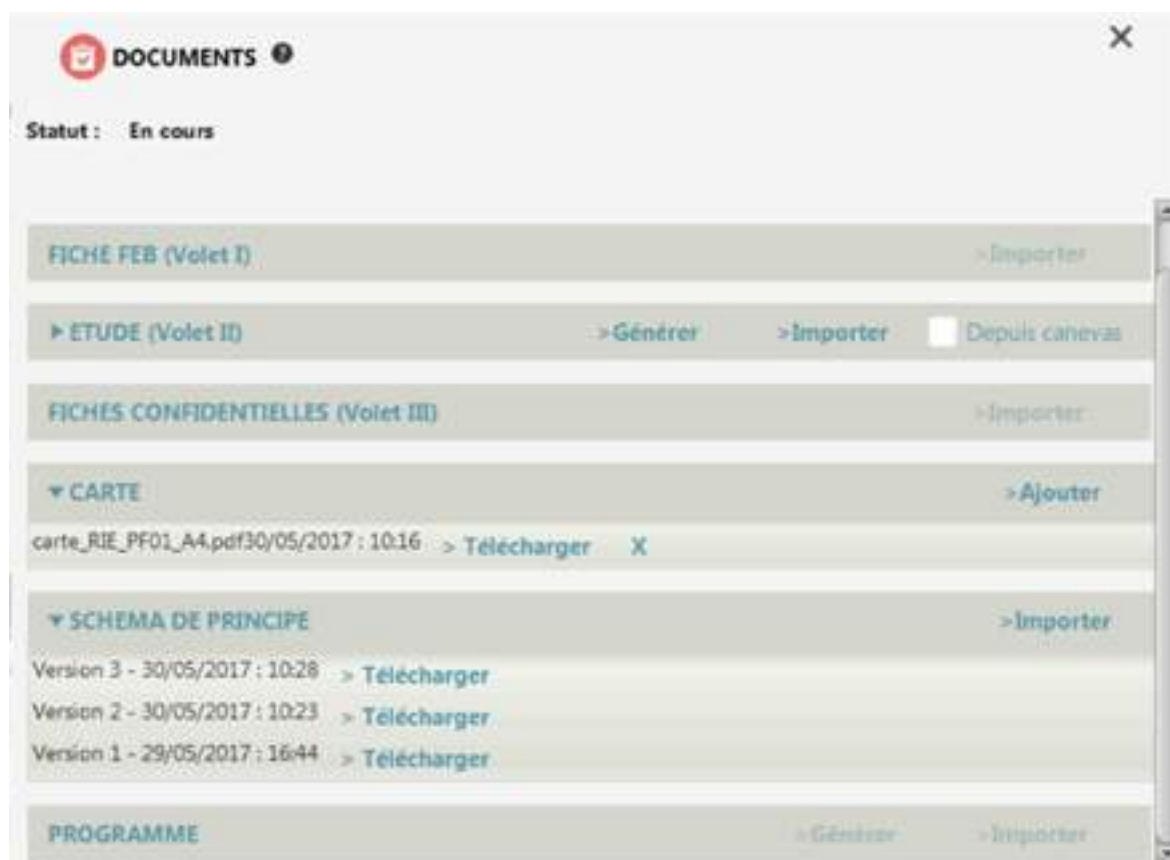 DOCUMENTS ?
X
Statut : En cours
FICHE FEB (Volet I) >Importer
ETUDE (Volet II) >Générer >Importer Depuis canevas
FICHES CONFIDENTIELLES (Volet III) >Importer
CARTE >Ajouter
carte_RIE_PF01_A4.pdf30/05/2017 : 10:16 > Télécharger X
SCHEMA DE PRINCIPE >Importer
Version 3 - 30/05/2017 : 10:28 > Télécharger
Version 2 - 30/05/2017 : 10:23 > Télécharger
Version 1 - 29/05/2017 : 16:44 > Télécharger
PROGRAMME >Générer >Importer